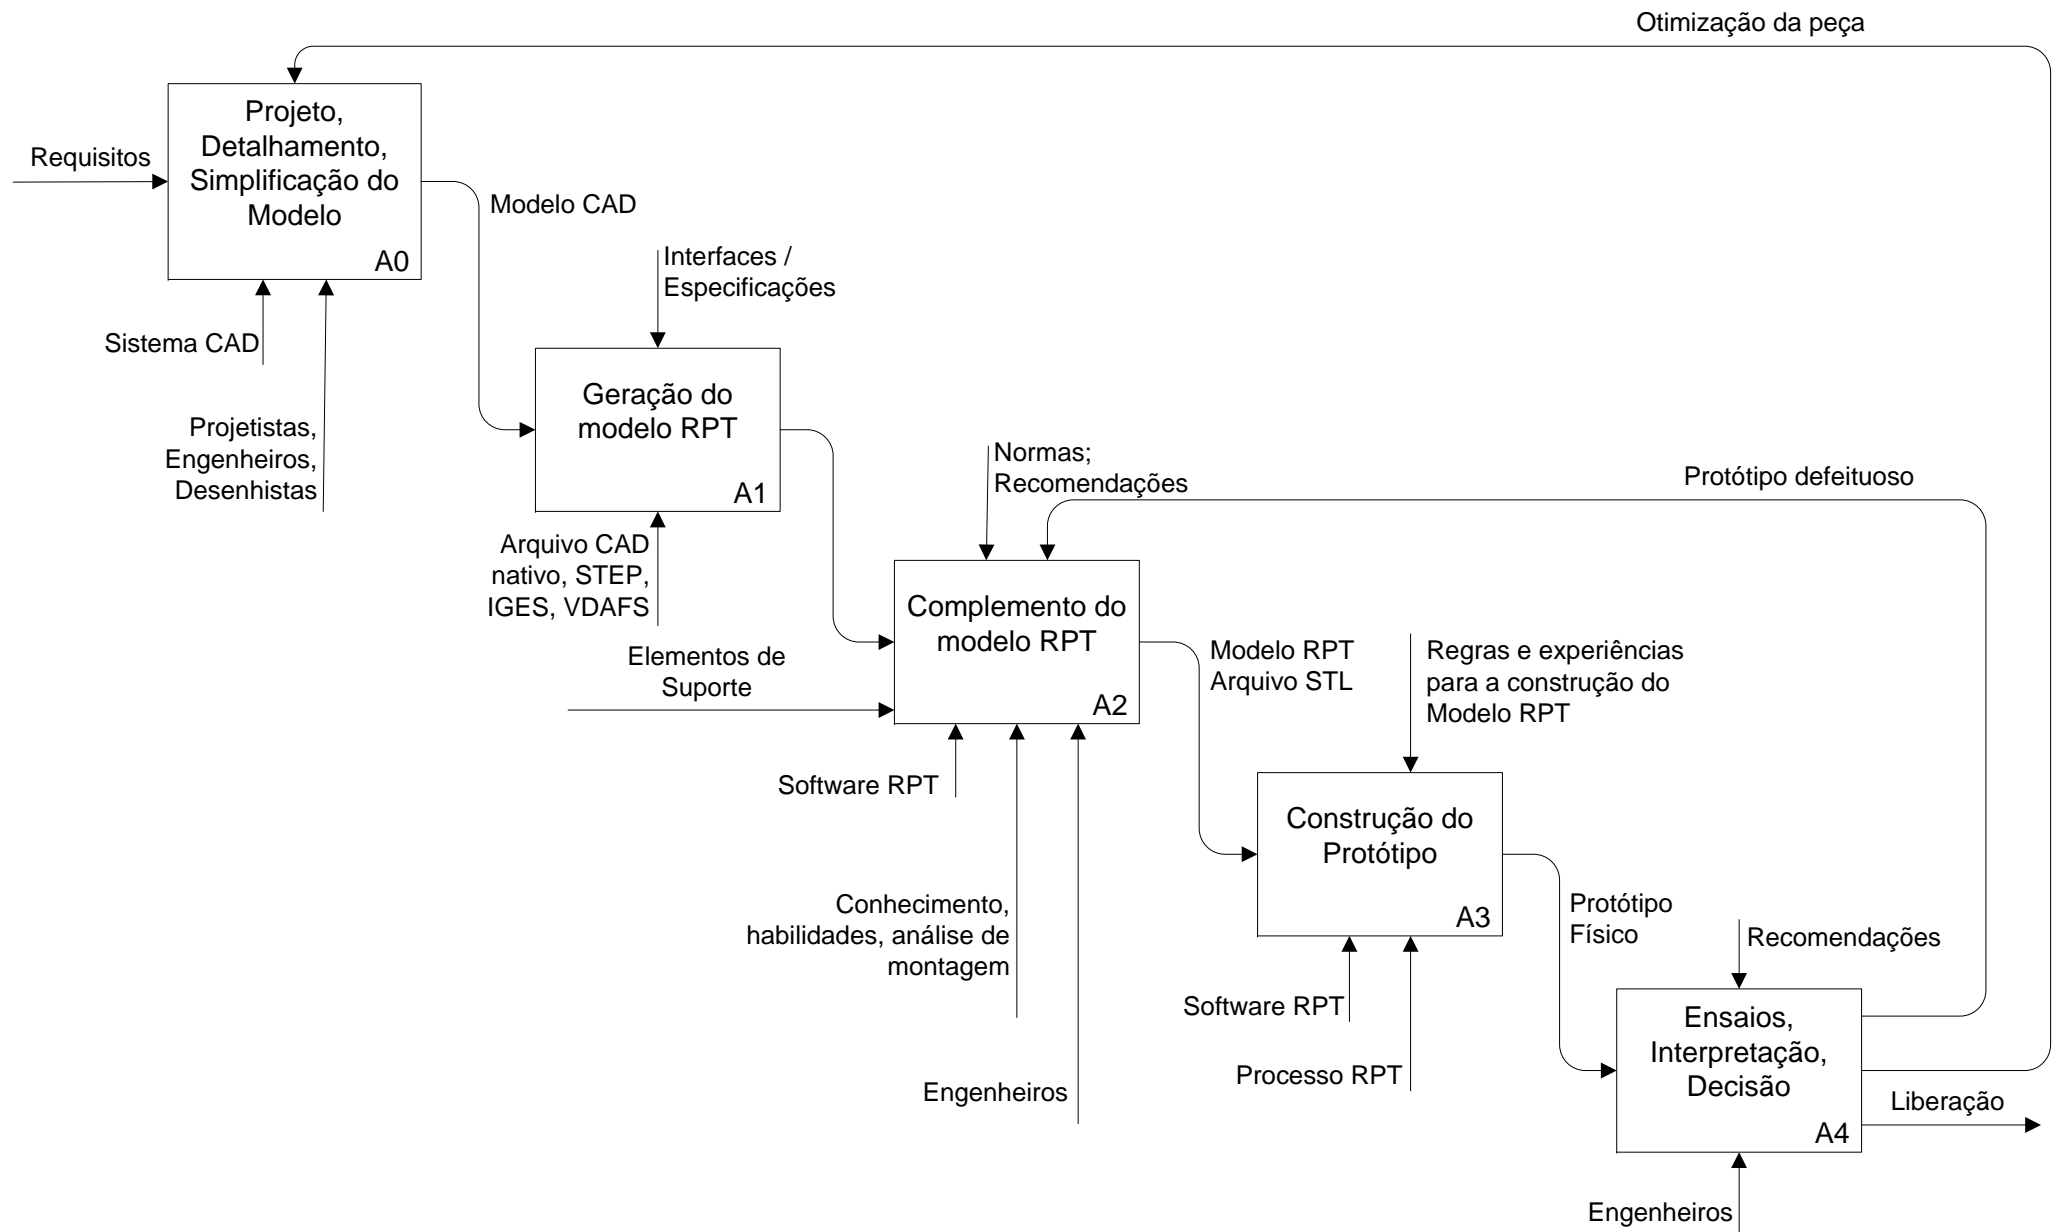 Otimização da peça
Projeto,
Detalhamento,
Simplificação do
Modelo
A0
Requisitos
Modelo CAD
Sistema CAD
Projetistas,
Engenheiros,
Desenhistas
Interfaces /
Especificações
Geração do
modelo RPT
A1
Arquivo CAD
nativo, STEP,
IGES, VDAFS
Normas;
Recomendações
Protótipo defeituoso
Complemento do
modelo RPT
A2
Elementos de
Suporte
Software RPT
Conhecimento,
habilidades, análise de
montagem
Engenheiros
Modelo RPT
Arquivo STL
Regras e experiências
para a construção do
Modelo RPT
Construção do
Protótipo
A3
Software RPT
Processo RPT
Protótipo
Físico
Recomendações
Ensaios,
Interpretação,
Decisão
A4
Liberação
Engenheiros